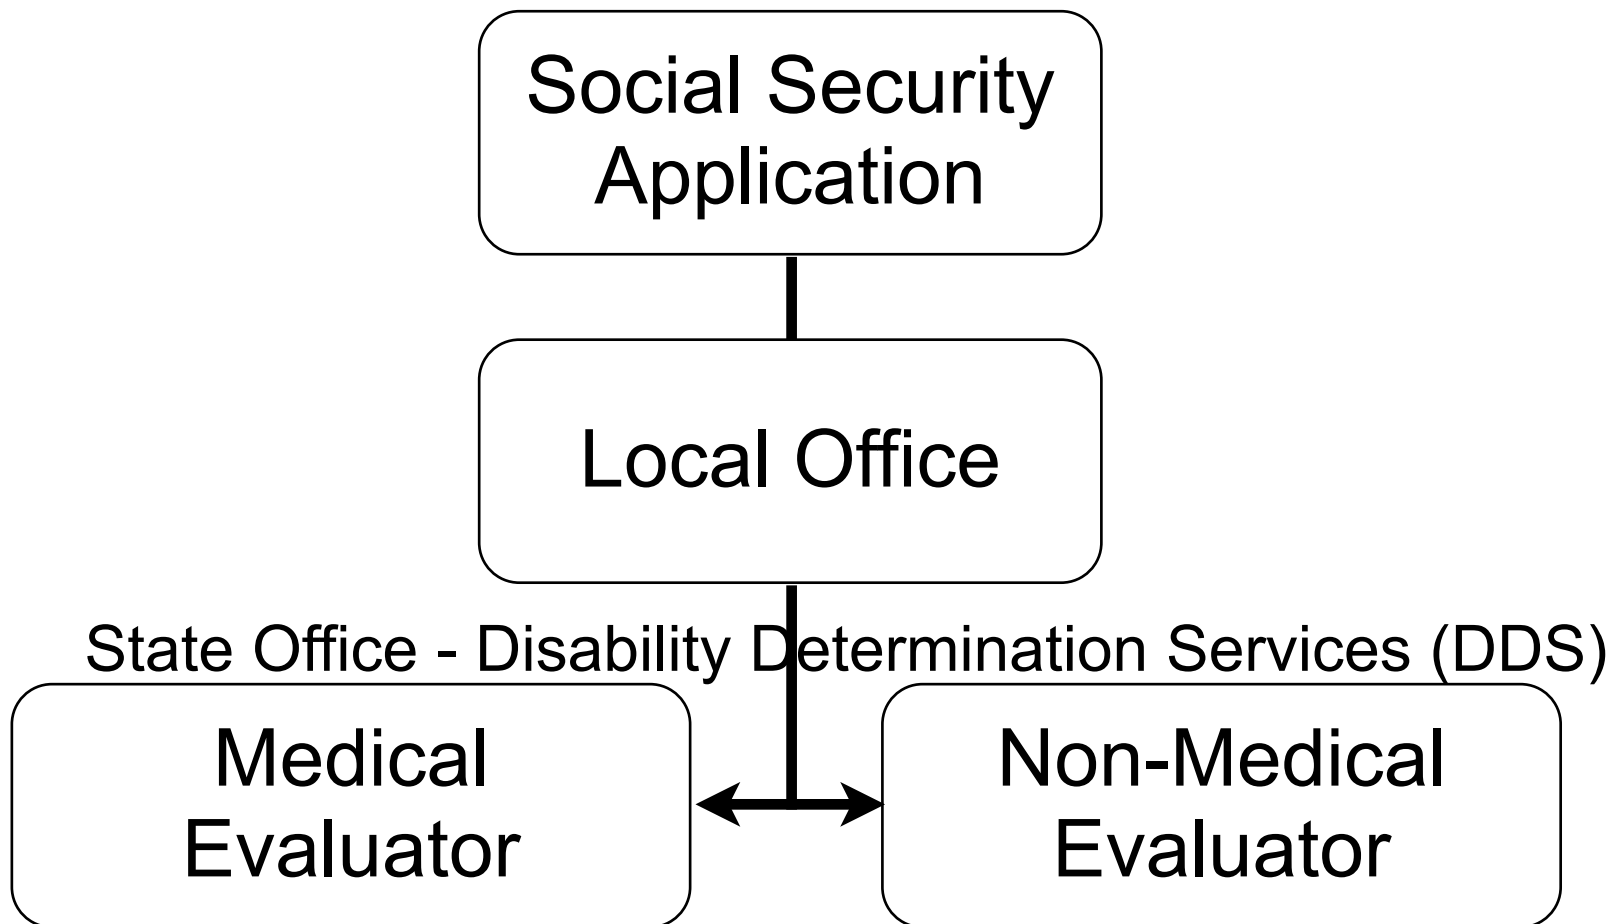 Social Security
Application
Local Office
State Office - Disability Determination Services (DDS)
Medical
Evaluator
Non-Medical
Evaluator